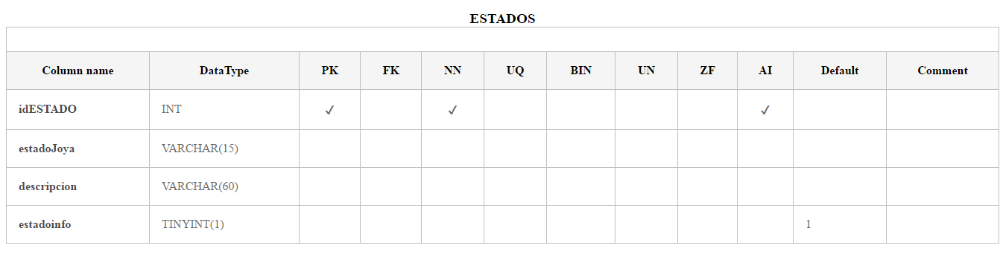 ESTADOS
Column name DataType PK FK NN UQ BIN UN ZF AI Default Comment
idESTADO INT ✓ ✓ ✓
estadoJoya VARCHAR(15)
descripcion VARCHAR(60)
estadoinfo TINYINT(1) 1